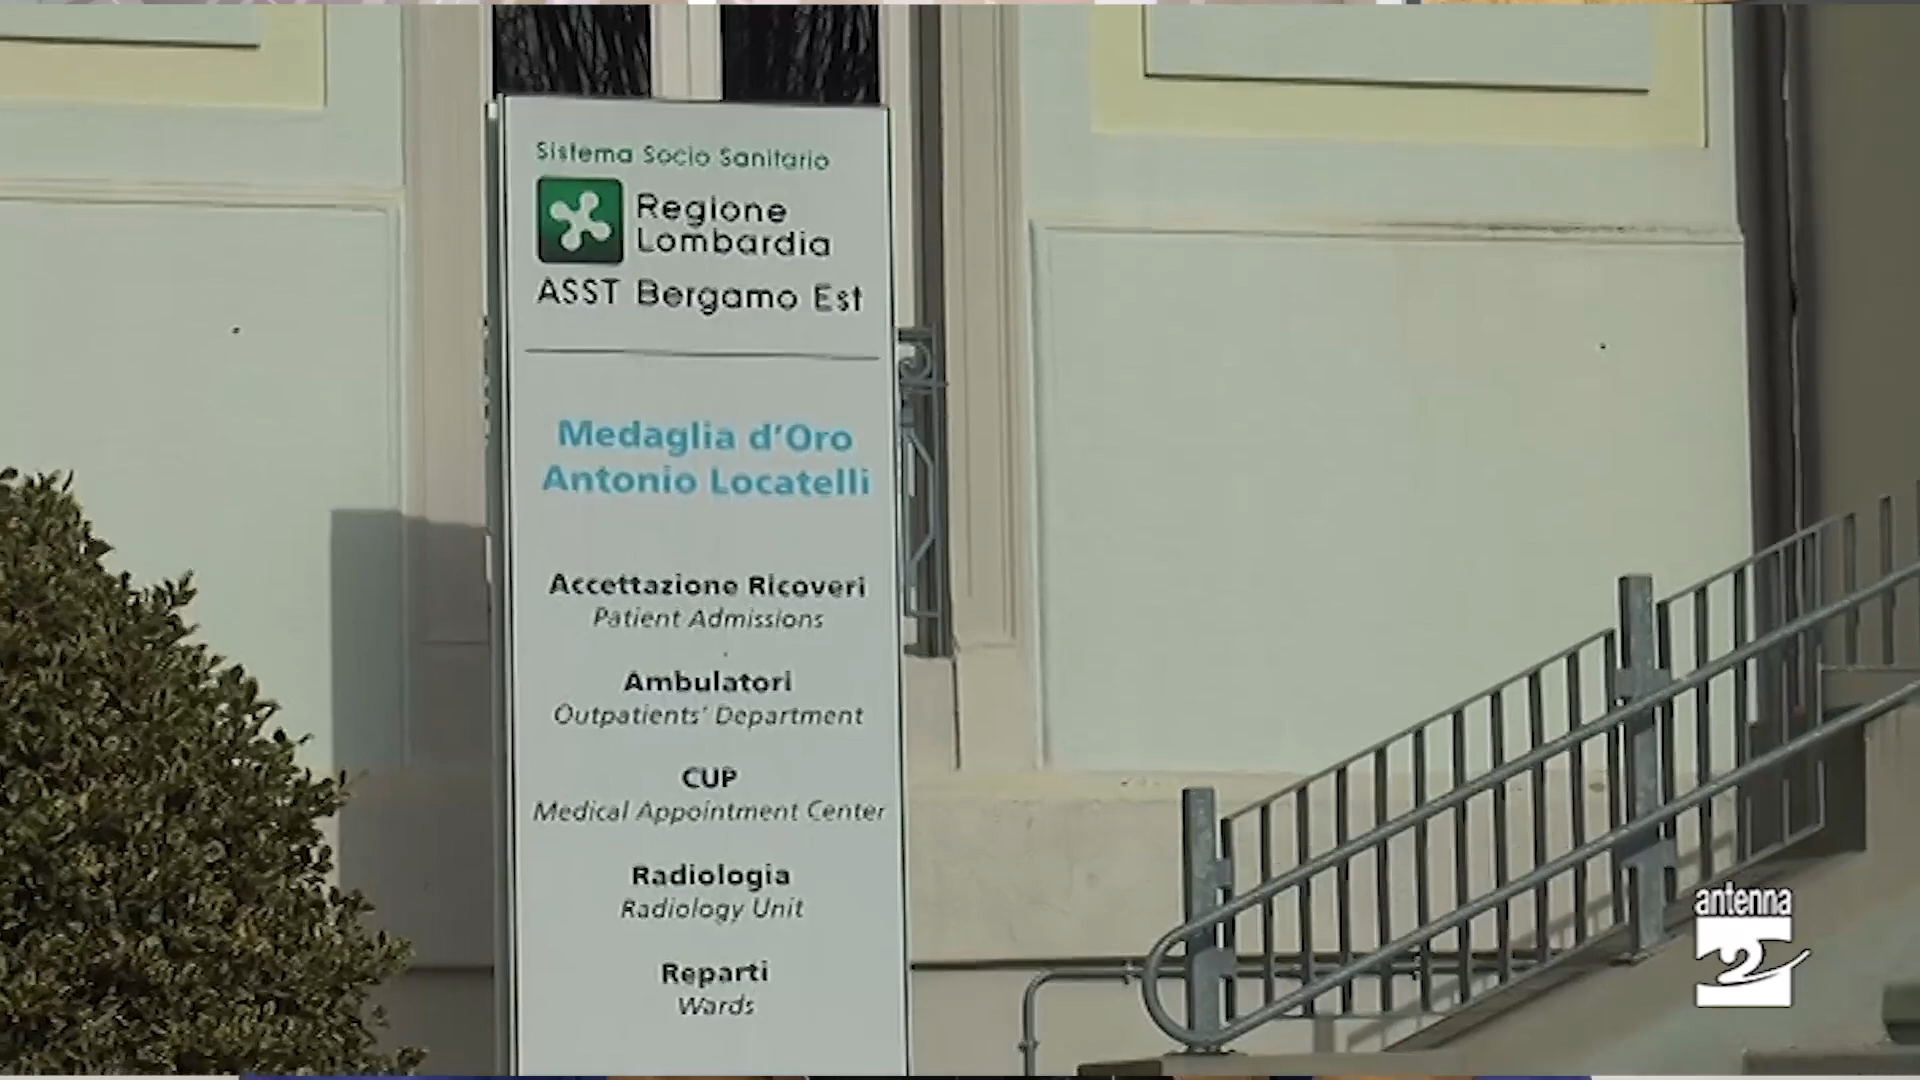 Sistema Socio Sanitario
Regione
Lombardia
ASST Bergamo Est
Medaglia d'Oro
Antonio Locatelli
Accettazione Ricoveri
Patient Admissions
Ambulatori
Outpatients' Department
CUP
Medical Appointment Center
Radiologia
Radiology Unit
Reparti
Wards
antenna
2